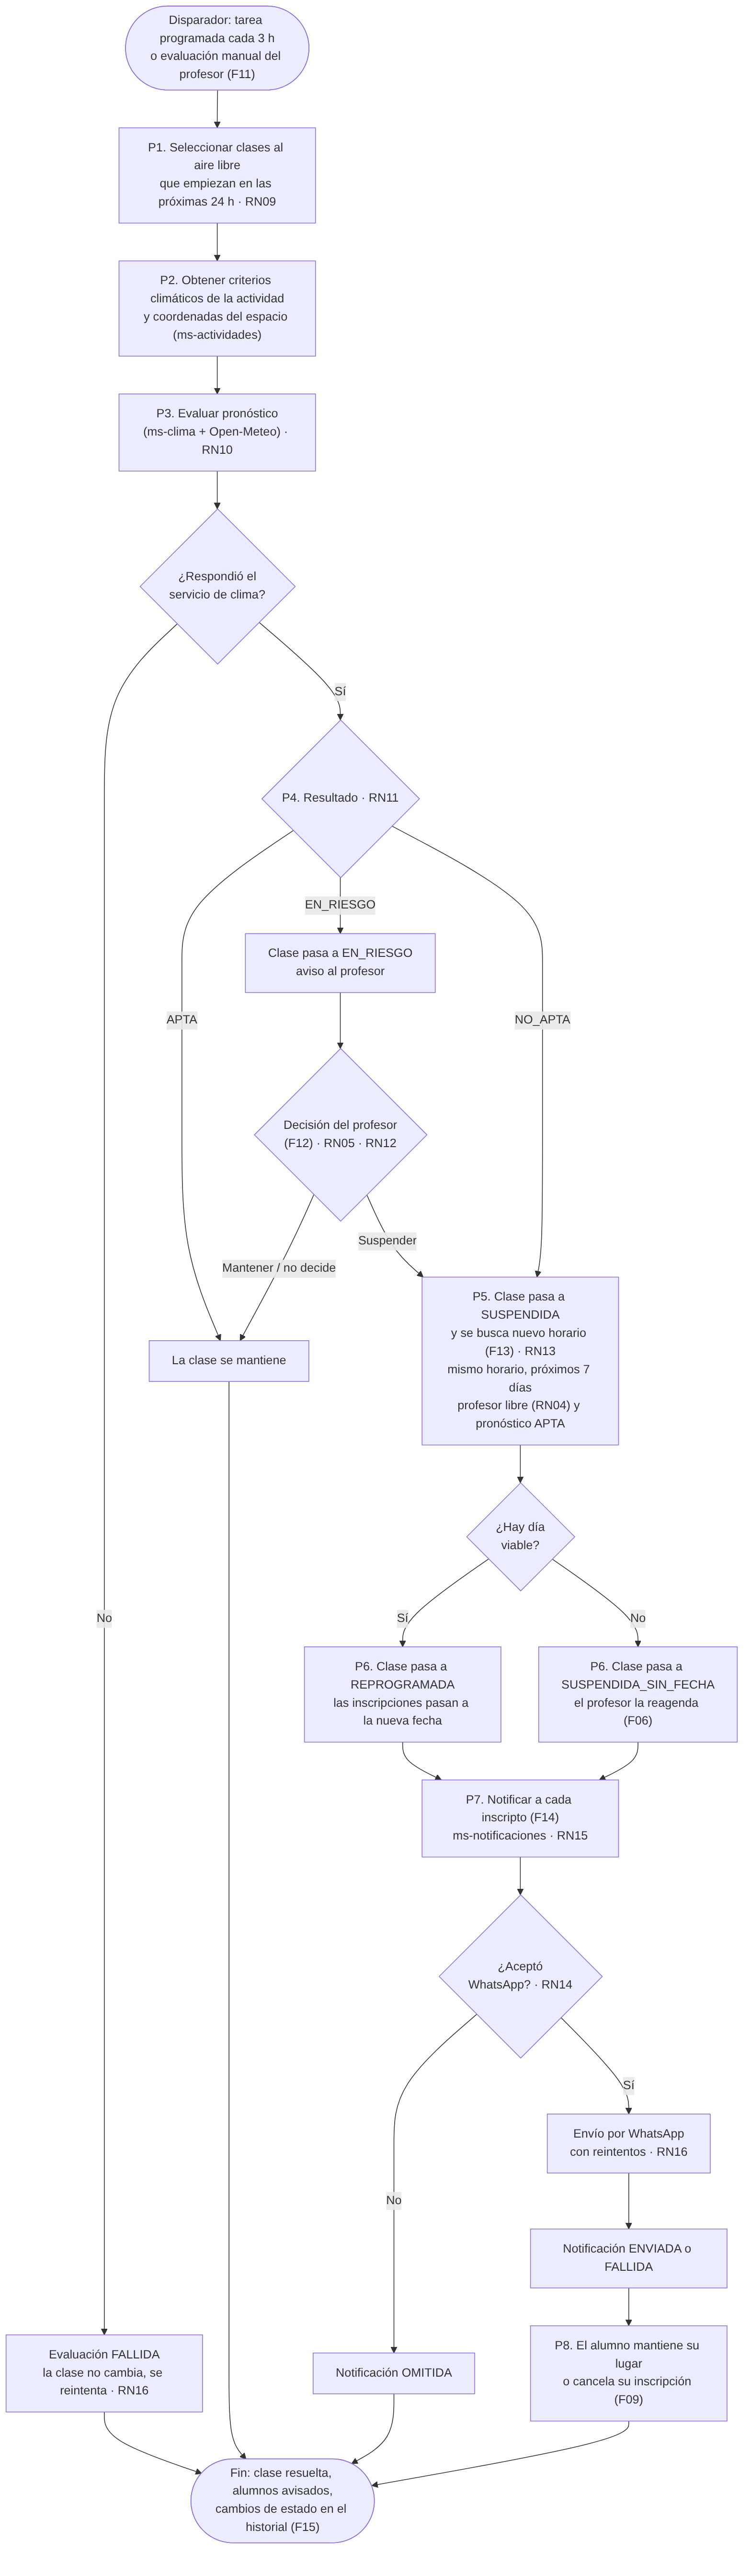 Disparador: tarea
programada cada 3 h
o evaluación manual del
profesor (F11)
P1. Seleccionar clases al
aire libre
que empiezan en las
próximas 24 h · RN09
P2. Obtener criterios
climáticos de la actividad
y coordenadas del espacio
(ms-actividades)
P3. Evaluar pronóstico
(ms-clima + Open-Meteo) ·
RN10
¿Respondió el
servicio de clima?
Sí
P4. Resultado · RN11
EN_RIESGO
Clase pasa a EN_RIESGO
aviso al profesor
APTA
NO_APTA
Decisión del profesor
(F12) · RN05 · RN12
Suspender
Mantener / no decide
P5. Clase pasa a
SUSPENDIDA
y se busca nuevo horario
(F13) · RN13
mismo horario, próximos 7
días
profesor libre (RN04) y
pronóstico APTA
La clase se mantiene
¿Hay día
viable?
No
Sí
No
P6. Clase pasa a
REPROGRAMADA
las inscripciones pasan a
la nueva fecha
P6. Clase pasa a
SUSPENDIDA_SIN_FECHA
el profesor la reagenda
(F06)
P7. Notificar a cada
inscripto (F14)
ms-notificaciones · RN15
¿Aceptó
WhatsApp? · RN14
Sí
Envío por WhatsApp
con reintentos · RN16
No
Notificación ENVIADA o
FALLIDA
Evaluación FALLIDA
la clase no cambia, se
reintenta · RN16
Notificación OMITIDA
P8. El alumno mantiene su
lugar
o cancela su inscripción
(F09)
Fin: clase resuelta,
alumnos avisados,
cambios de estado en el
historial (F15)